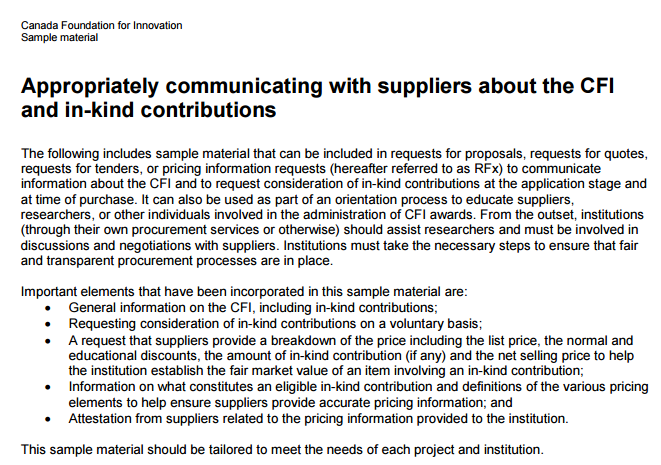 Canada Foundation for Innovation
Sample material
Appropriately communicating with suppliers about the CFI
and in-kind contributions
The following includes sample material that can be included in requests for proposals, requests for quotes,
requests for tenders, or pricing information requests (hereafter referred to as RFx) to communicate
information about the CFI and to request consideration of in-kind contributions at the application stage and
at time of purchase. It can also be used as part of an orientation process to educate suppliers,
researchers, or other individuals involved in the administration of CFI awards. From the outset, institutions
(through their own procurement services or otherwise) should assist researchers and must be involved in
discussions and negotiations with suppliers. Institutions must take the necessary steps to ensure that fair
and transparent procurement processes are in place.
Important elements that have been incorporated in this sample material are:
• General information on the CFI, including in-kind contributions;
• Requesting consideration of in-kind contributions on a voluntary basis;
• A request that suppliers provide a breakdown of the price including the list price, the normal and
educational discounts, the amount of in-kind contribution (if any) and the net selling price to help
the institution establish the fair market value of an item involving an in-kind contribution;
• Information on what constitutes an eligible in-kind contribution and definitions of the various pricing
elements to help ensure suppliers provide accurate pricing information; and
• Attestation from suppliers related to the pricing information provided to the institution.
This sample material should be tailored to meet the needs of each project and institution.